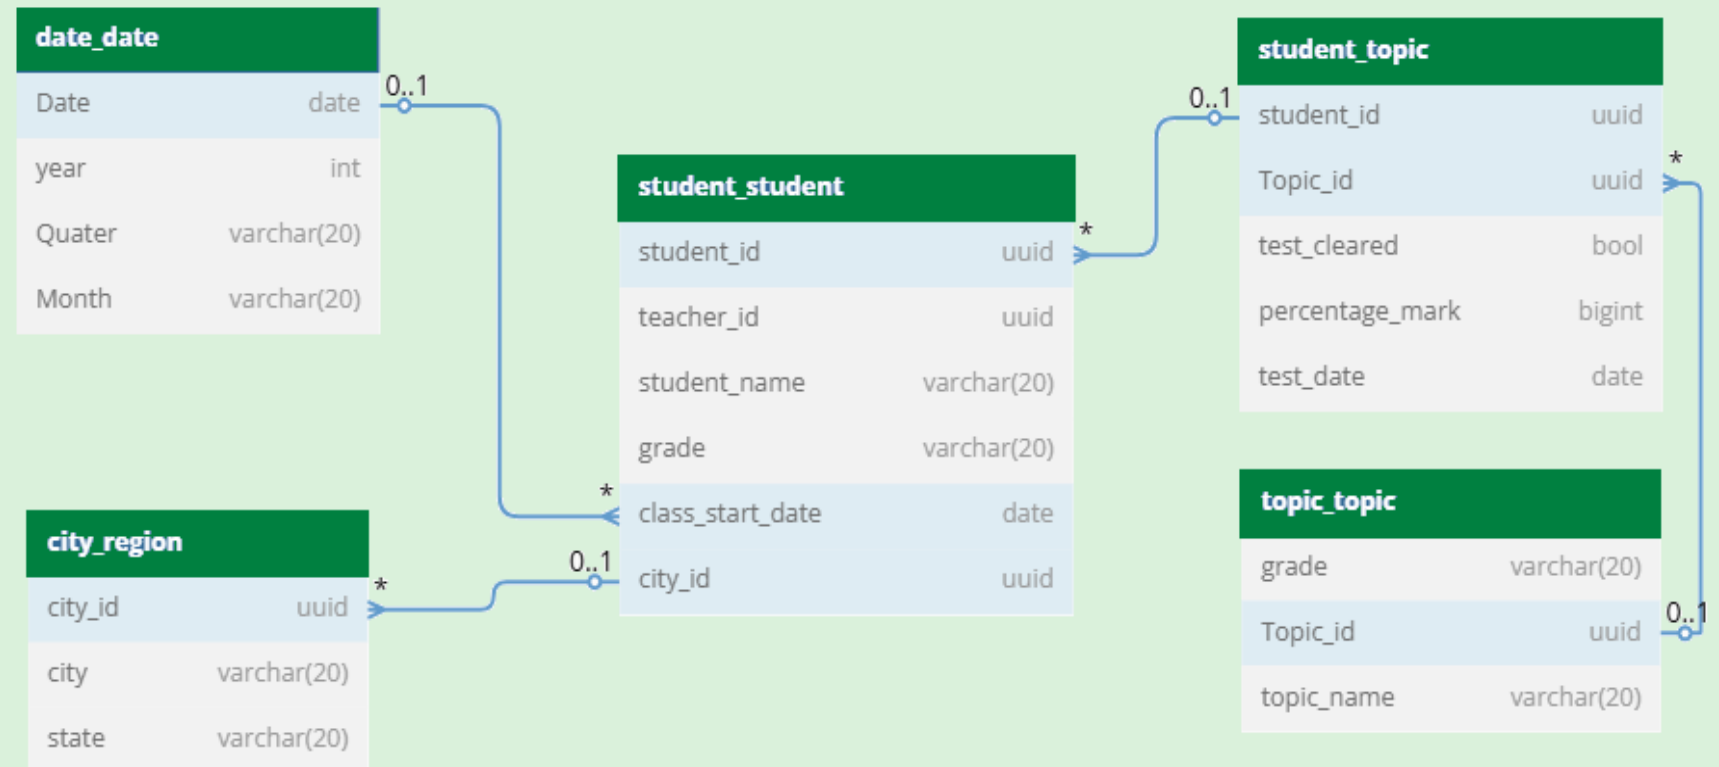 date_date
Date date
year int
Quater varchar(20)
Month varchar(20)
0..1
*
student_student
student_id uuid
teacher_id uuid
student_name varchar(20)
grade varchar(20)
class_start_date date
city_id uuid
*
0..1
city_region
city_id uuid
city varchar(20)
state varchar(20)
*
student_topic
student_id uuid
Topic_id uuid
test_cleared bool
percentage_mark bigint
test_date date
0..1
*
topic_topic
grade varchar(20)
Topic_id uuid
topic_name varchar(20)
0..1